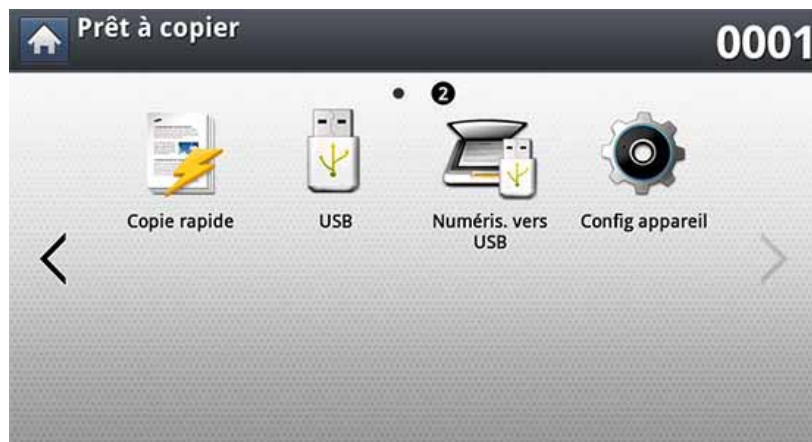 Prêt à copier
0001
2
Copie rapide
USB
Numéris. vers
USB
Config appareil